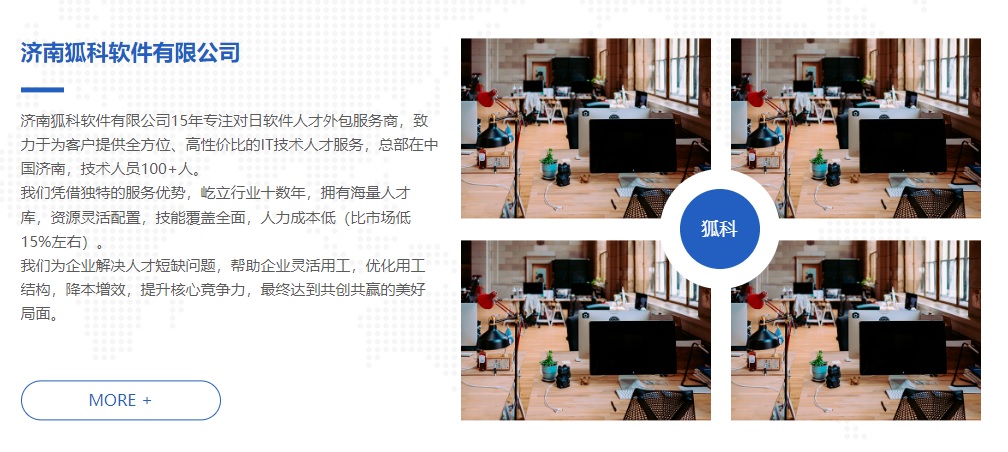 济南狐科软件有限公司
济南狐科软件有限公司15年专注对日软件人才外包服务商，致
力于为客户提供全方位、高性价比的IT技术人才服务，总部在中
国济南，技术人员100+人。
我们凭借独特的服务优势，屹立行业十数年，拥有海量人才
库，资源灵活配置，技能覆盖全面，人力成本低（比市场低
15%左右）。
我们为企业解决人才短缺问题，帮助企业灵活用工，优化用工
结构，降本增效，提升核心竞争力，最终达到共创共赢的美好
局面。
MORE +
狐科